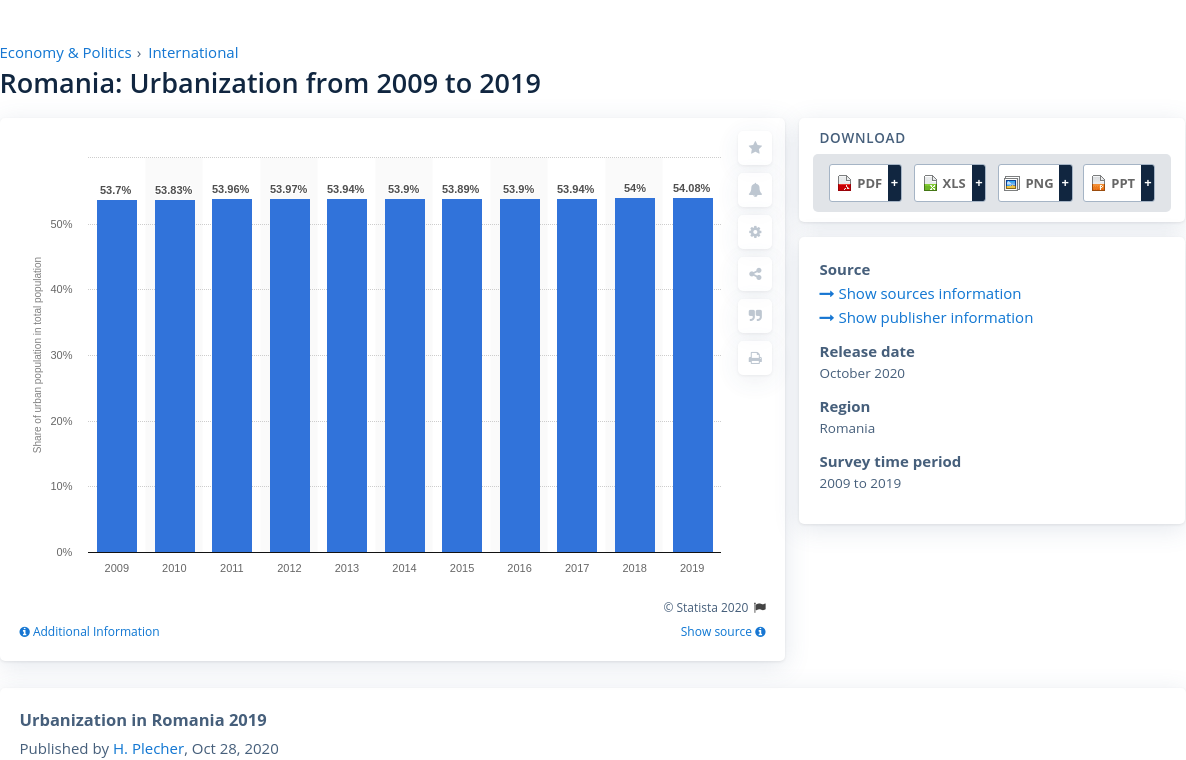 Economy & Politics › International
Romania: Urbanization from 2009 to 2019
Share of urban population in total population
53.7% 53.83% 53.96% 53.97% 53.94% 53.9% 53.89% 53.9% 53.94% 54% 54.08%
50%
40%
30%
20%
10%
0%
2009 2010 2011 2012 2013 2014 2015 2016 2017 2018 2019
© Statista 2020
Additional Information
Show source
DOWNLOAD
PDF + XLS + PNG + PPT +
Source
Show sources information
Show publisher information
Release date
October 2020
Region
Romania
Survey time period
2009 to 2019
Urbanization in Romania 2019
Published by H. Plecher, Oct 28, 2020